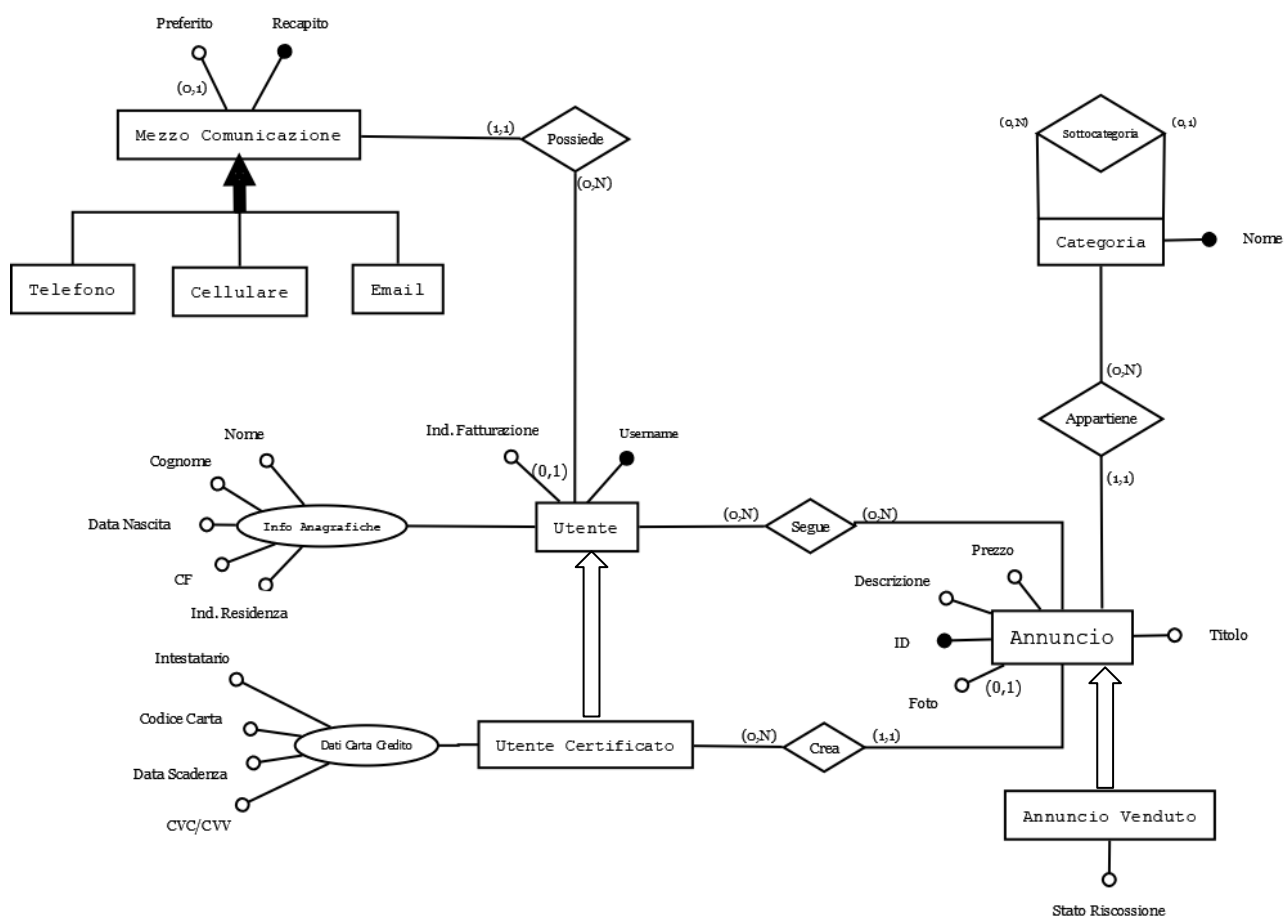 Preferito
Recapito
(0,1)
Mezzo Comunicazione
(1,1)
Possiede
(0,N)
Sottocategoria
(0,1)
(0,N)
Categoria
Nome
Telefono
Cellulare
Email
(0,N)
Appartiene
(1,1)
Nome
Ind. Fatturazione
Username
Cognome
(0,1)
Data Nascita
Info Anagrafiche
Utente
(0,N)
Segue
(0,N)
CF
Ind. Residenza
Prezzo
Descrizione
ID
Annuncio
Titolo
Foto
(0,1)
Intestatario
Codice Carta
Dati Carta Credito
Utente Certificato
(0,N)
Crea
(1,1)
Data Scadenza
CVC/CVV
Annuncio Venduto
Stato Riscossione